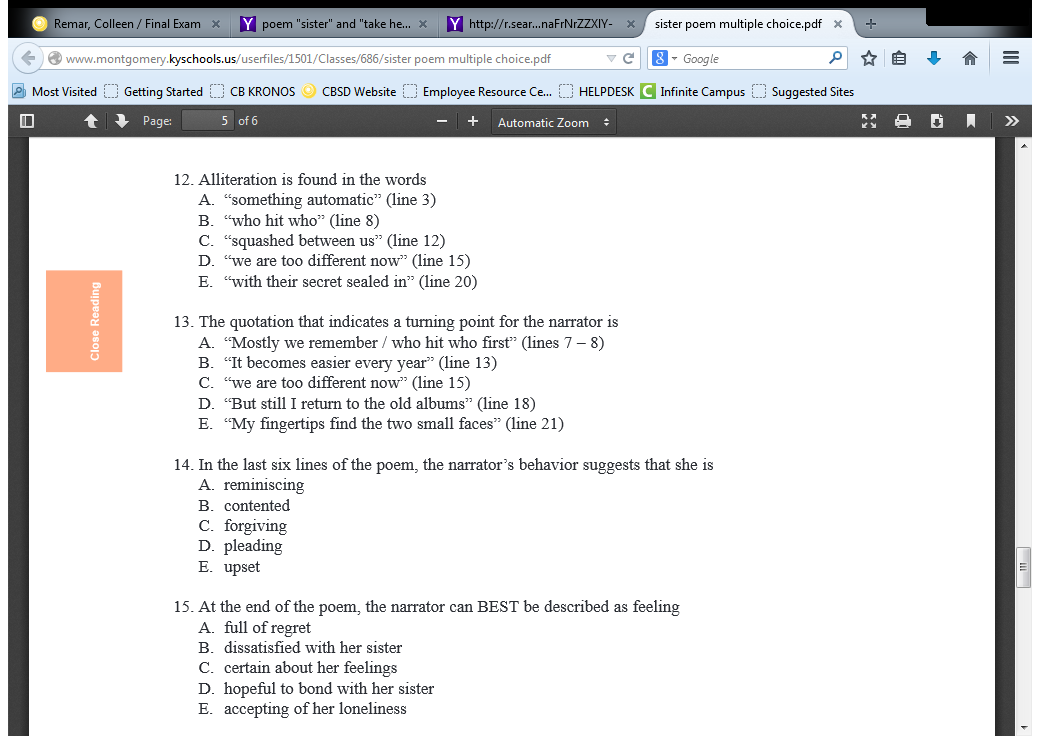 Remar, Colleen / Final Exam × poem "sister" and "take he... × http://r.sear...naFrNrZZXIY- × sister poem multiple choice.pdf × +
www.montgomery.kyschools.us/userfiles/1501/Classes/686/sister poem multiple choice.pdf Google
Most Visited Getting Started CB KRONOS CBSD Website Employee Resource Ce... HELPDESK Infinite Campus Suggested Sites
Page: 5 of 6 − + Automatic Zoom
12. Alliteration is found in the words
A. “something automatic” (line 3)
B. “who hit who” (line 8)
C. “squashed between us” (line 12)
D. “we are too different now” (line 15)
E. “with their secret sealed in” (line 20)
Close Reading
13. The quotation that indicates a turning point for the narrator is
A. “Mostly we remember / who hit who first” (lines 7 – 8)
B. “It becomes easier every year” (line 13)
C. “we are too different now” (line 15)
D. “But still I return to the old albums” (line 18)
E. “My fingertips find the two small faces” (line 21)
14. In the last six lines of the poem, the narrator’s behavior suggests that she is
A. reminiscing
B. contented
C. forgiving
D. pleading
E. upset
15. At the end of the poem, the narrator can BEST be described as feeling
A. full of regret
B. dissatisfied with her sister
C. certain about her feelings
D. hopeful to bond with her sister
E. accepting of her loneliness